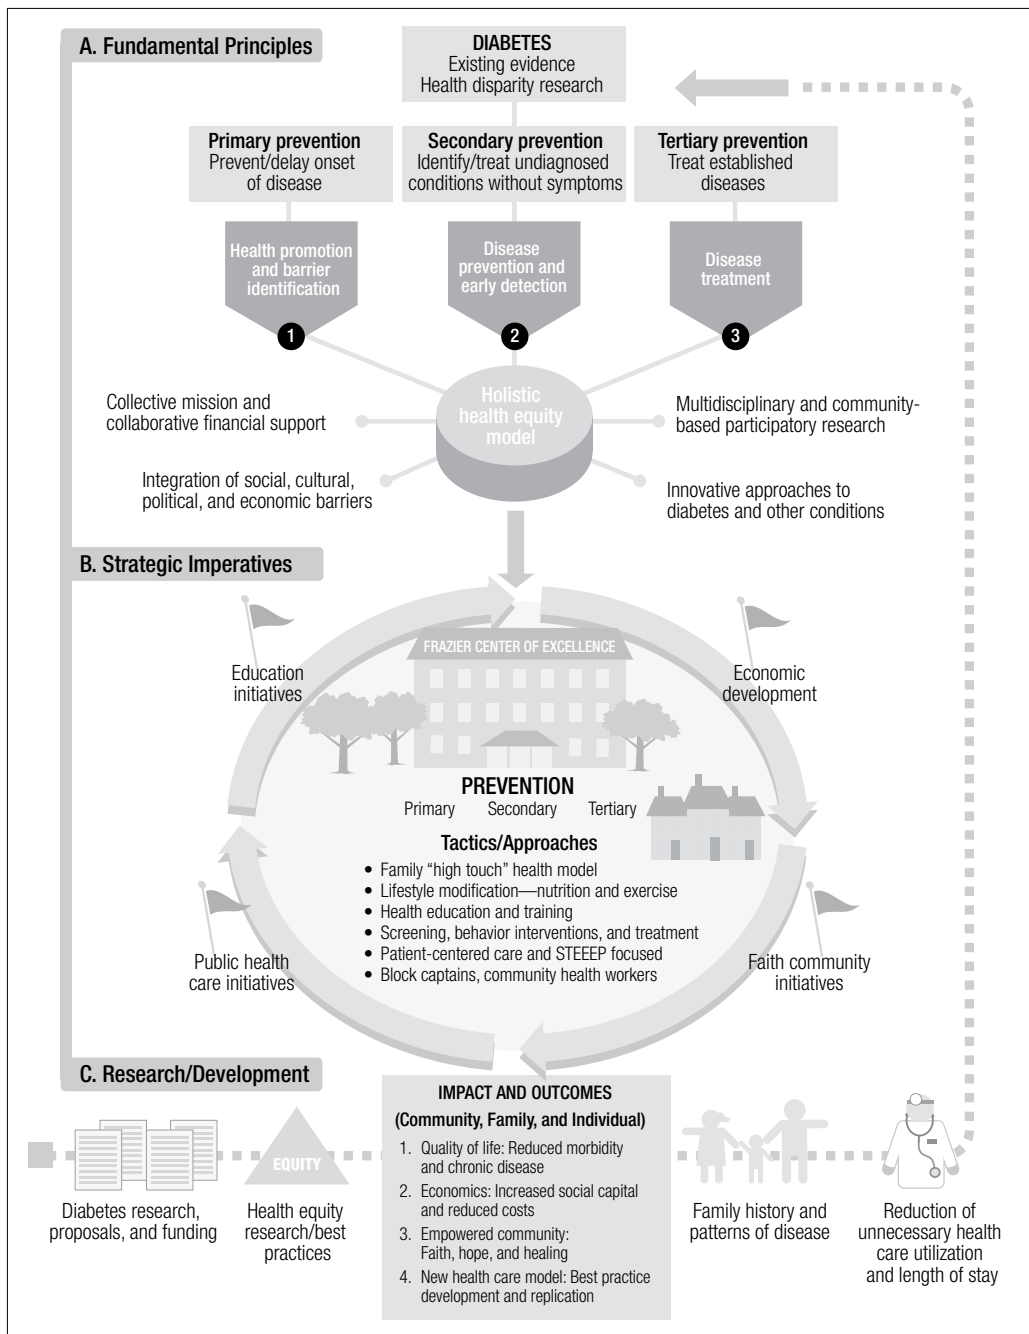 A. Fundamental Principles
DIABETES
Existing evidence
Health disparity research
Primary prevention
Prevent/delay onset
of disease
Secondary prevention
Identify/treat undiagnosed
conditions without symptoms
Tertiary prevention
Treat established
diseases
Health promotion
and barrier
identification
Disease
prevention and
early detection
Disease
treatment
1
2
3
Holistic
health equity
model
Collective mission and
collaborative financial support
Multidisciplinary and community-
based participatory research
Integration of social, cultural,
political, and economic barriers
Innovative approaches to
diabetes and other conditions
B. Strategic Imperatives
Education
initiatives
FRAZIER CENTER OF EXCELLENCE
Economic
development
PREVENTION
Primary Secondary Tertiary
Tactics/Approaches
• Family “high touch” health model
• Lifestyle modification—nutrition and exercise
• Health education and training
• Screening, behavior interventions, and treatment
• Patient-centered care and STEEEP focused
• Block captains, community health workers
Public health
care initiatives
Faith community
initiatives
C. Research/Development
IMPACT AND OUTCOMES
(Community, Family, and Individual)
1. Quality of life: Reduced morbidity
and chronic disease
2. Economics: Increased social capital
and reduced costs
3. Empowered community:
Faith, hope, and healing
4. New health care model: Best practice
development and replication
EQUITY
Diabetes research,
proposals, and funding
Health equity
research/best
practices
Family history and
patterns of disease
Reduction of
unnecessary health
care utilization
and length of stay